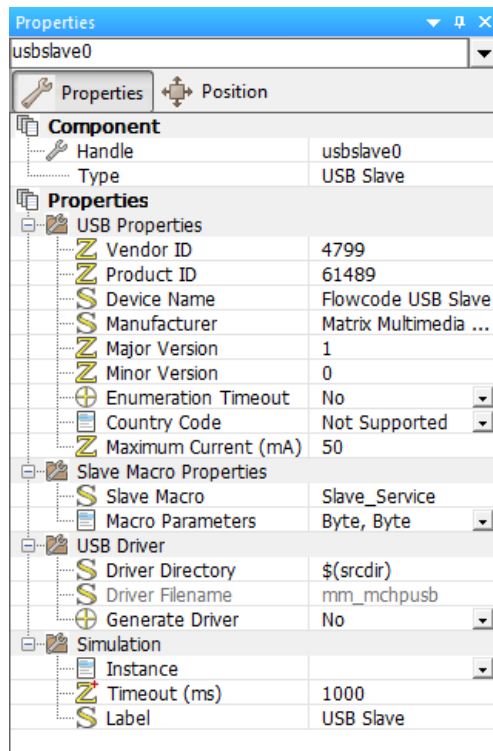 Properties
usbslave0
Properties Position
Component
Handle usbslave0
Type USB Slave
Properties
USB Properties
Vendor ID 4799
Product ID 61489
Device Name Flowcode USB Slave
Manufacturer Matrix Multimedia ...
Major Version 1
Minor Version 0
Enumeration Timeout No
Country Code Not Supported
Maximum Current (mA) 50
Slave Macro Properties
Slave Macro Slave_Service
Macro Parameters Byte, Byte
USB Driver
Driver Directory $(srcdir)
Driver Filename mm_mchpusb
Generate Driver No
Simulation
Instance
Timeout (ms) 1000
Label USB Slave